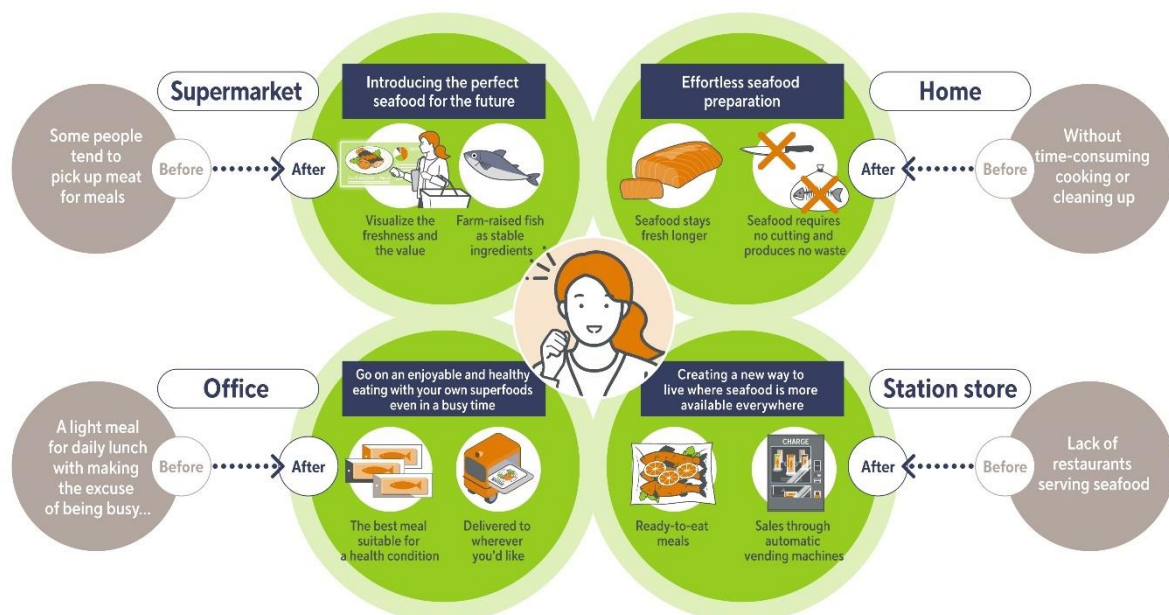 Supermarket
Some people
tend to
pick up meat
for meals
Before
After
Introducing the perfect
seafood for the future
Visualize the
freshness and
the value
Farm-raised fish
as stable
ingredients
Effortless seafood
preparation
Seafood stays
fresh longer
Seafood requires
no cutting and
produces no waste
Home
After
Before
Without
time-consuming
cooking or
cleaning up
Office
A light meal
for daily lunch
with making
the excuse
of being busy...
Before
After
Go on an enjoyable and healthy
eating with your own superfoods
even in a busy time
The best meal
suitable for
a health condition
Delivered to
wherever
you'd like
Creating a new way to
live where seafood is more
available everywhere
Ready-to-eat
meals
CHARGE
Sales through
automatic
vending machines
Station store
After
Before
Lack of
restaurants
serving seafood